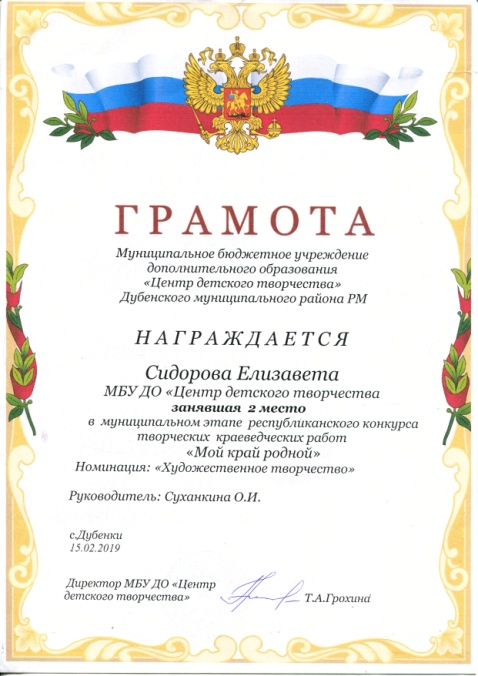 ГРАМОТА
Муниципальное бюджетное учреждение
дополнительного образования
«Центр детского творчества»
Дубенского муниципального района РМ
НАГРАЖДАЕТСЯ
Сидорова Елизавета
МБУ ДО «Центр детского творчества
занявшая 2 место
в муниципальном этапе республиканского конкурса
творческих краеведческих работ
«Мой край родной»
Номинация: «Художественное творчество»
Руководитель: Суханкина О.И.
с.Дубенки
15.02.2019
Директор МБУ ДО «Центр
детского творчества» Т.А.Грохина